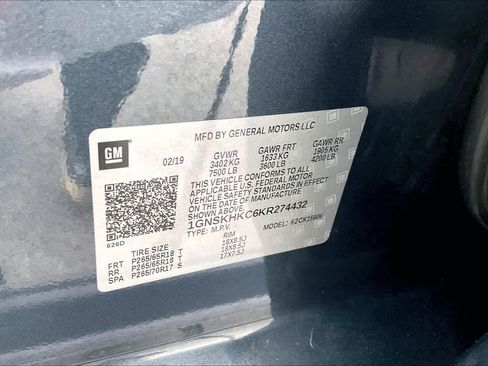 MFD BY GENERAL MOTORS LLC
GM
02/19
GVWR GAWR FRT GAWR RR
3402 KG 1633 KG 1905 KG
7500 LB 3600 LB 4200 LB
THIS VEHICLE CONFORMS TO ALL
APPLICABLE U.S. FEDERAL MOTOR
VEHICLE SAFETY STANDARDS IN
EFFECT ON THE DATE OF MANUFACTURE
SHOWN ABOVE.
1GNSKHKC6KR274432
TYPE: M.P.V. MODEL:
626D
TIRE SIZE RIM
FRT P265/65R18 T 18X8.5J
RR P265/65R18 T 18X8.5J
SPA P265/70R17 S 17X7.5J